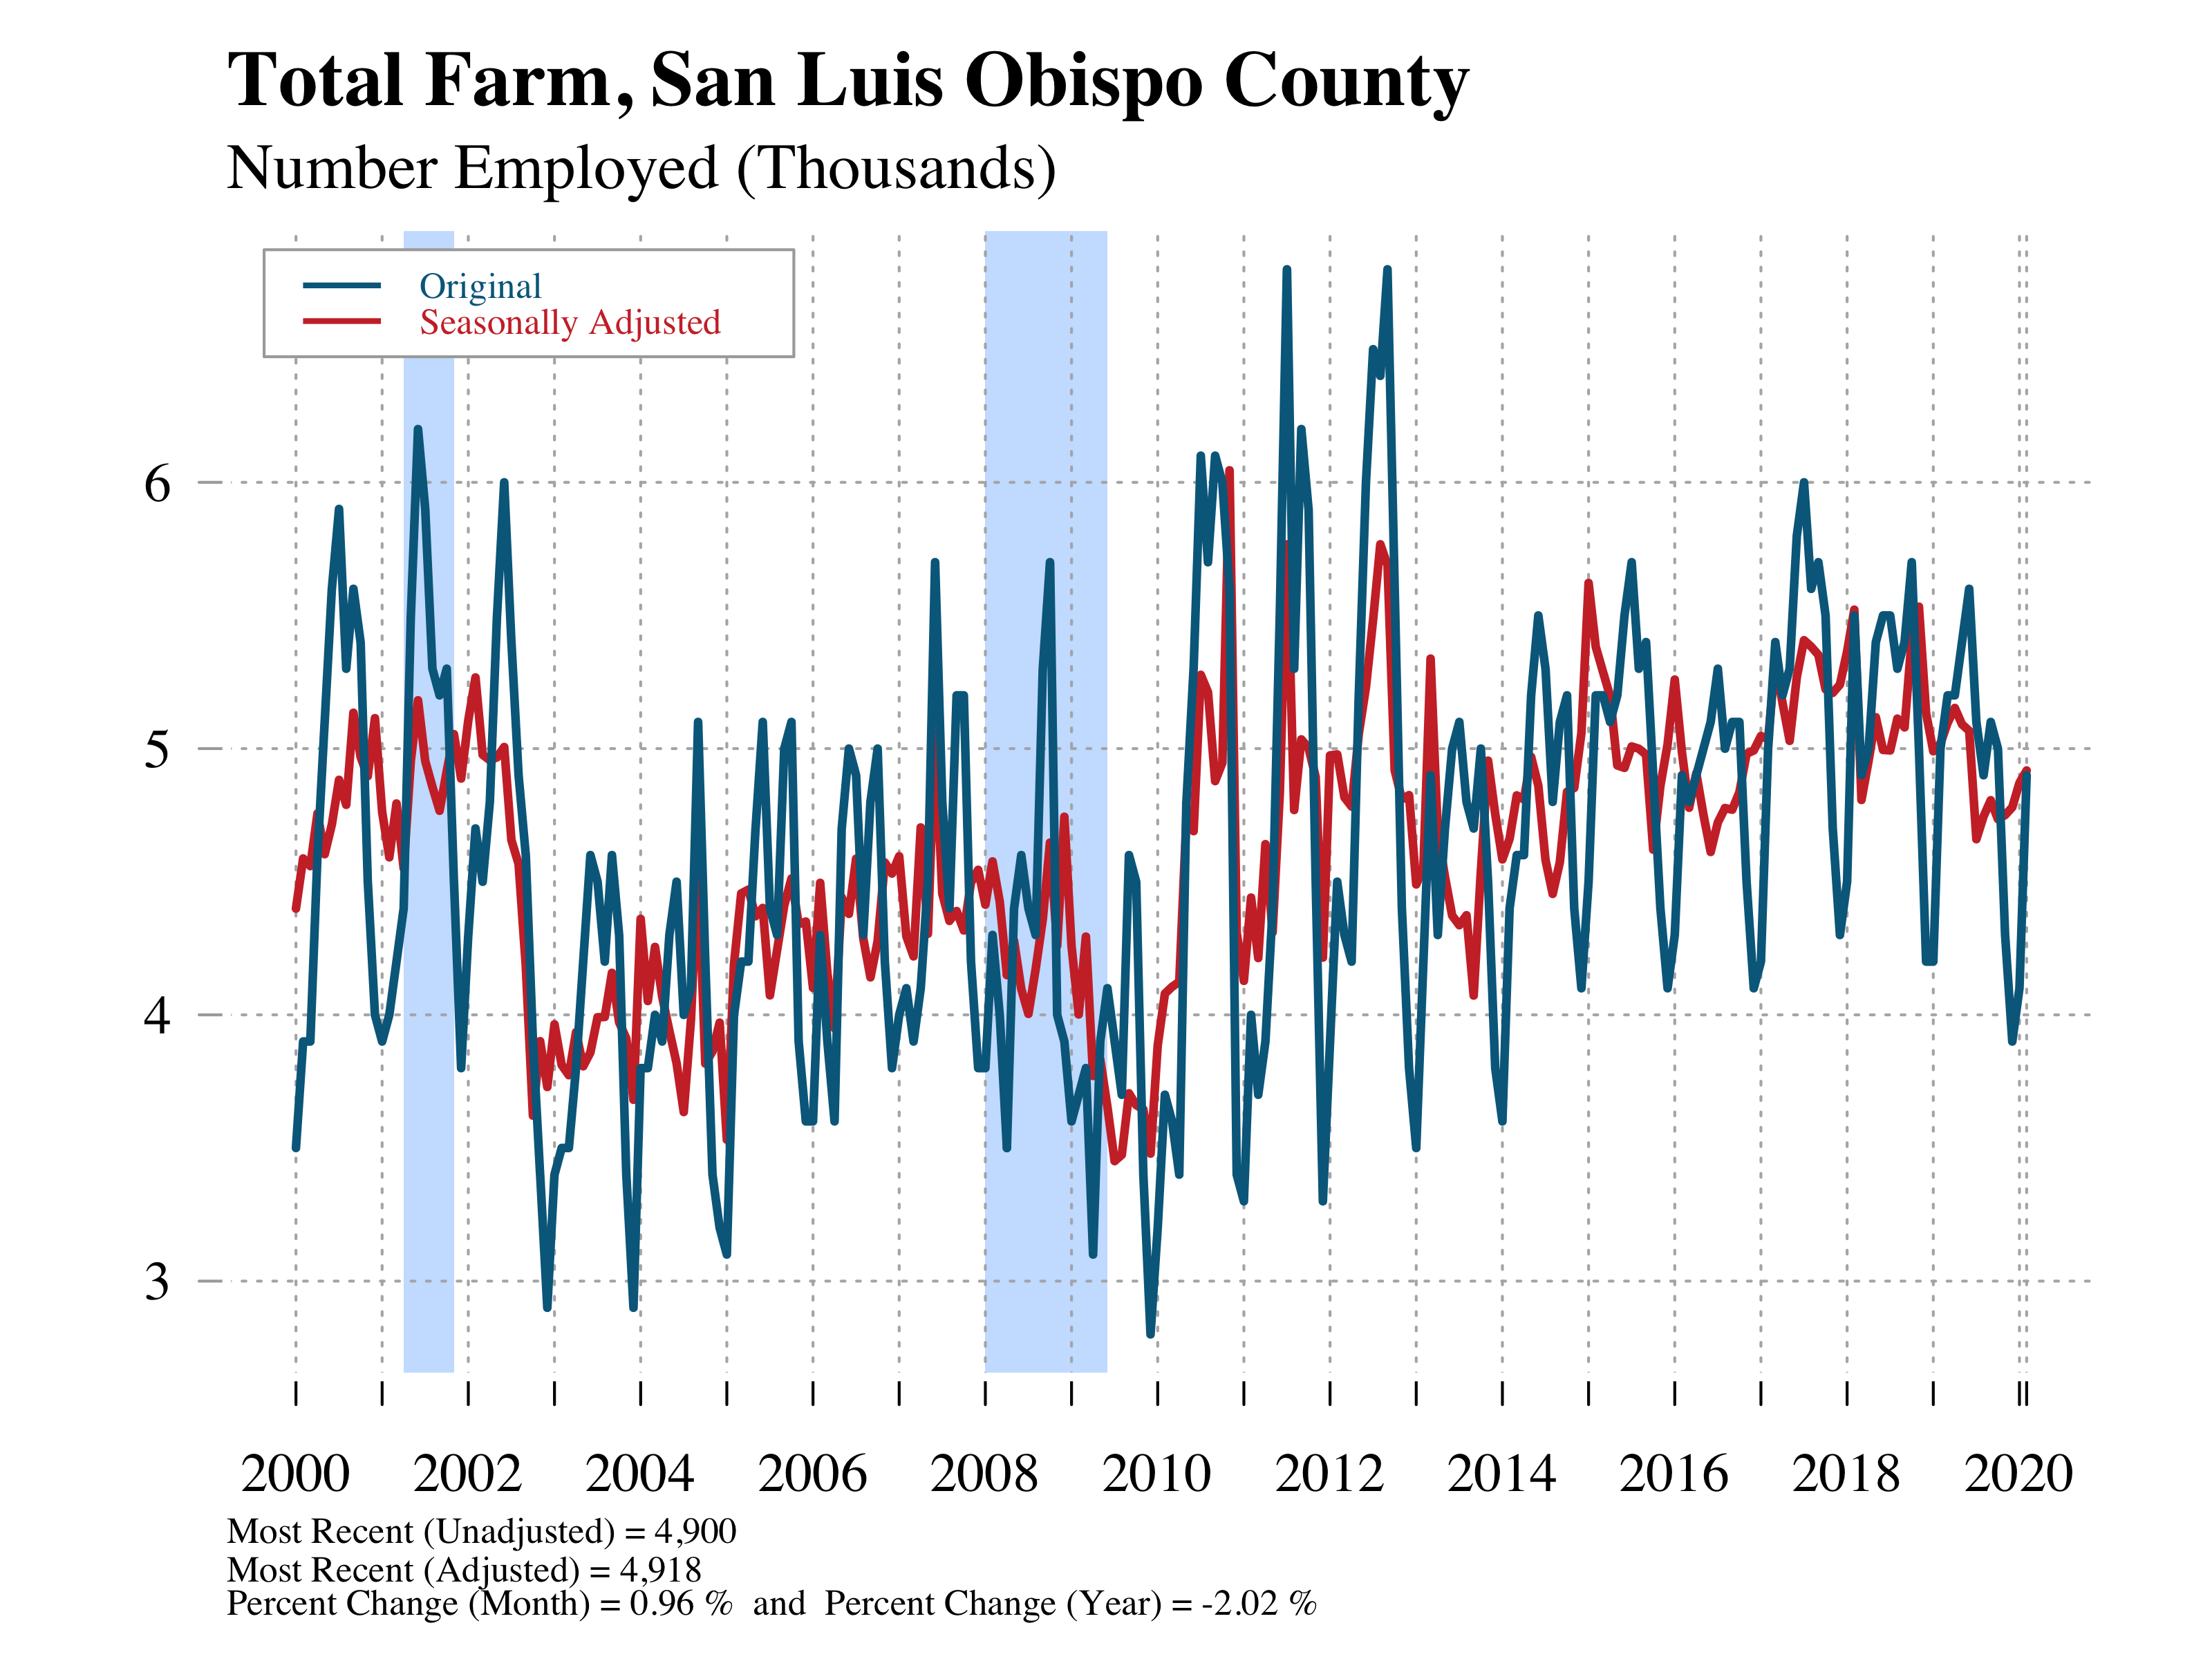 Total Farm, San Luis Obispo County
Number Employed (Thousands)
Original
Seasonally Adjusted
6
5
4
3
2000 2002 2004 2006 2008 2010 2012 2014 2016 2018 2020
Most Recent (Unadjusted) = 4,900
Most Recent (Adjusted) = 4,918
Percent Change (Month) = 0.96 % and Percent Change (Year) = -2.02 %